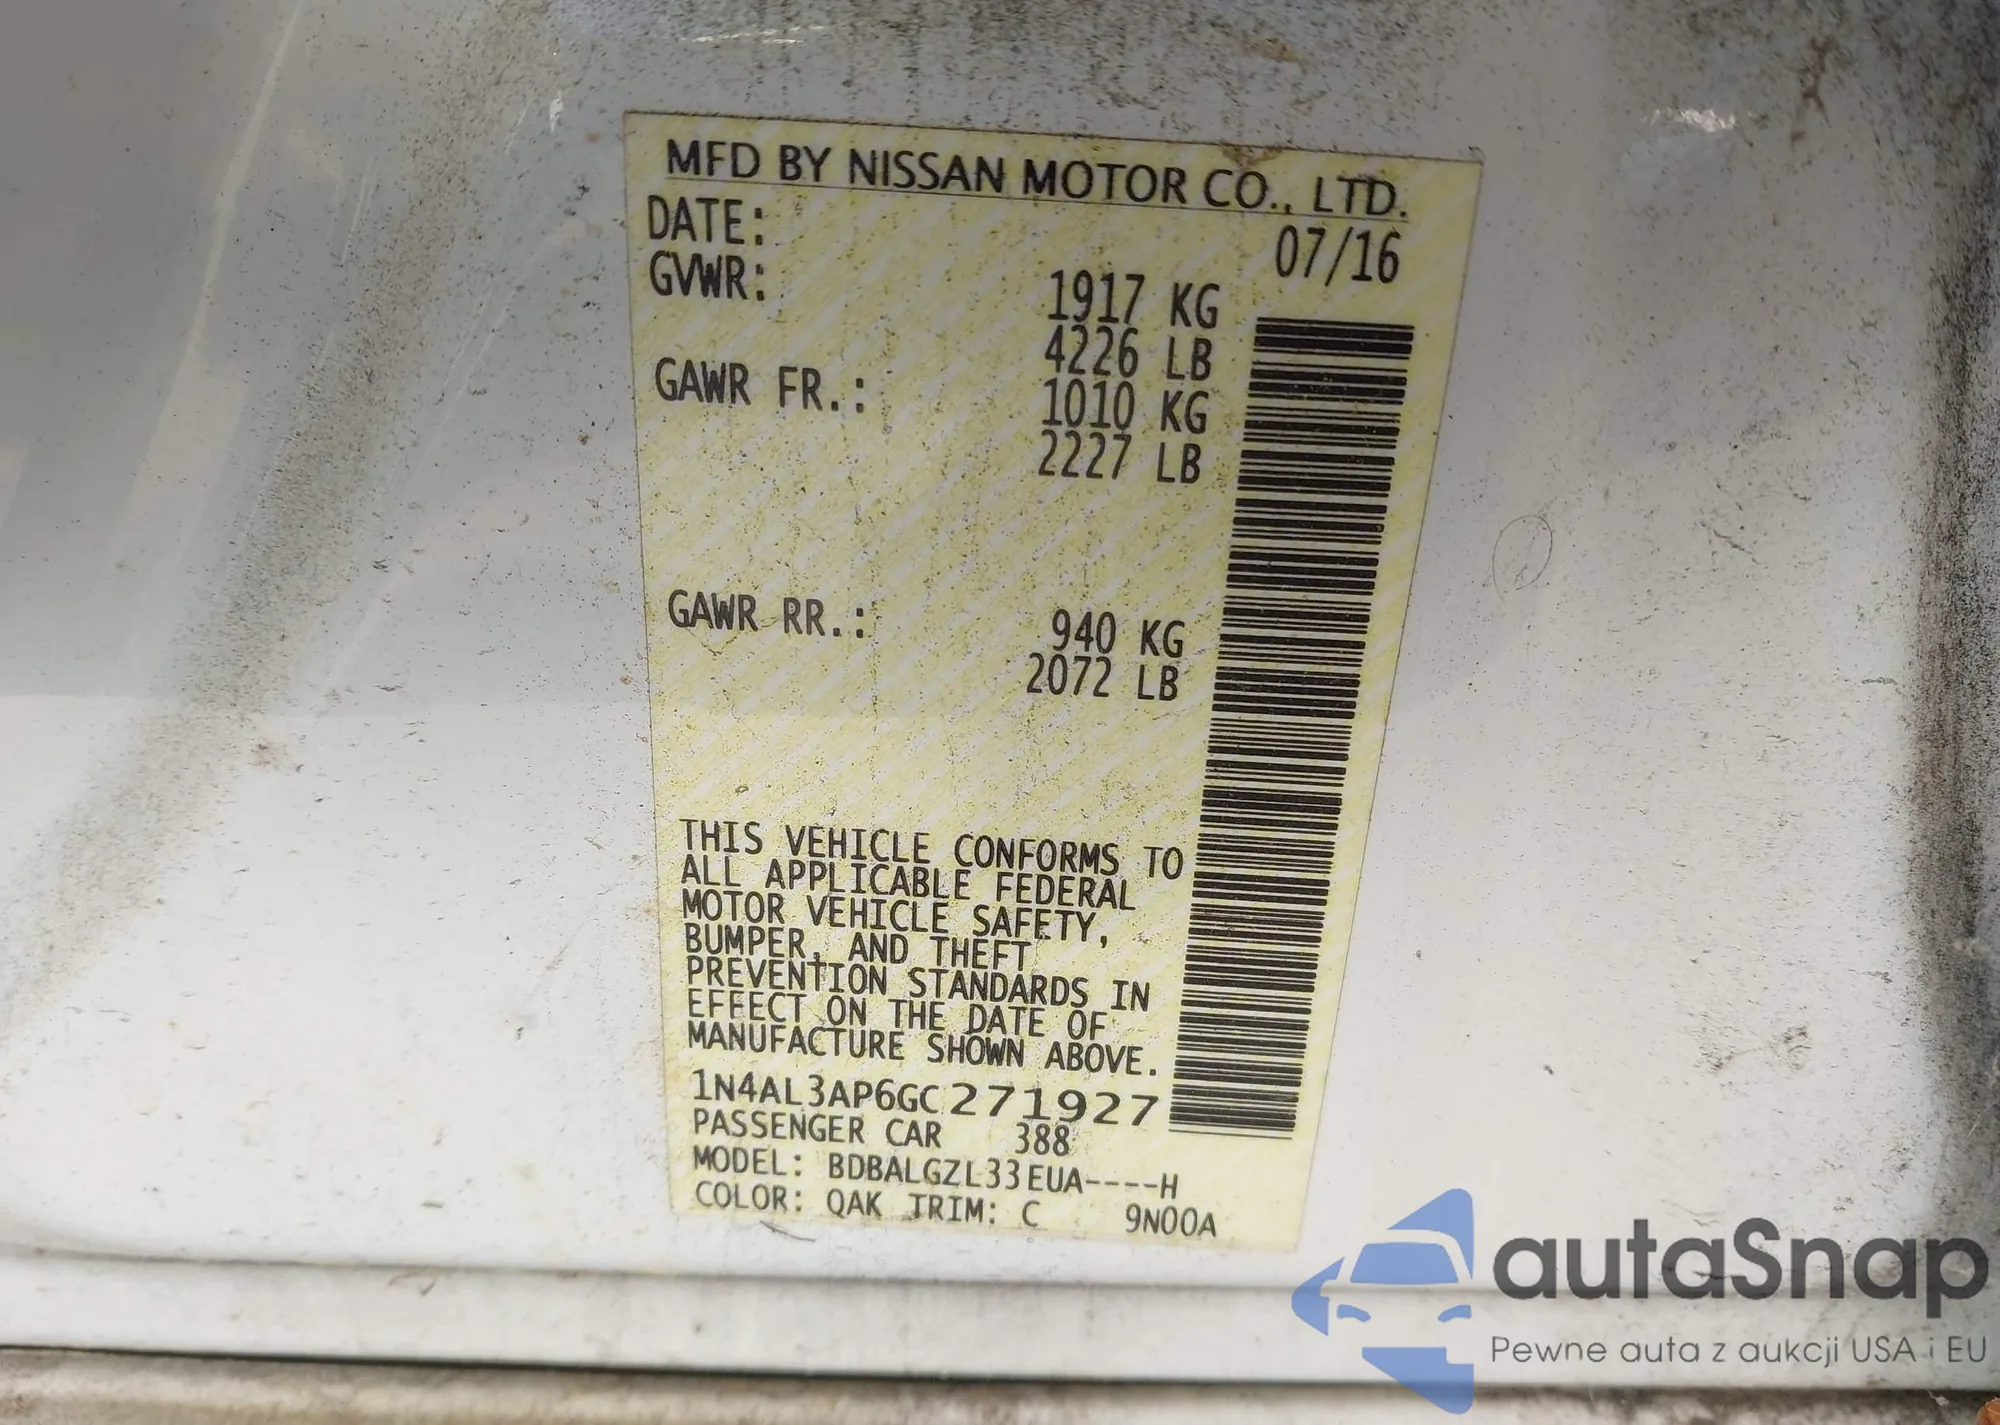 MFD BY NISSAN MOTOR CO., LTD.
DATE: 07/16
GVWR: 1917 KG
4226 LB
GAWR FR.: 1010 KG
2227 LB
GAWR RR.: 940 KG
2072 LB
THIS VEHICLE CONFORMS TO
ALL APPLICABLE FEDERAL
MOTOR VEHICLE SAFETY,
BUMPER, AND THEFT
PREVENTION STANDARDS IN
EFFECT ON THE DATE OF
MANUFACTURE SHOWN ABOVE.
1N4AL3AP6GC271927
PASSENGER CAR 388
MODEL: BDBALGZL33EUA----H
COLOR: QAK TRIM: C 9N00A
autaSnap
Pewne auta z aukcji USA i EU